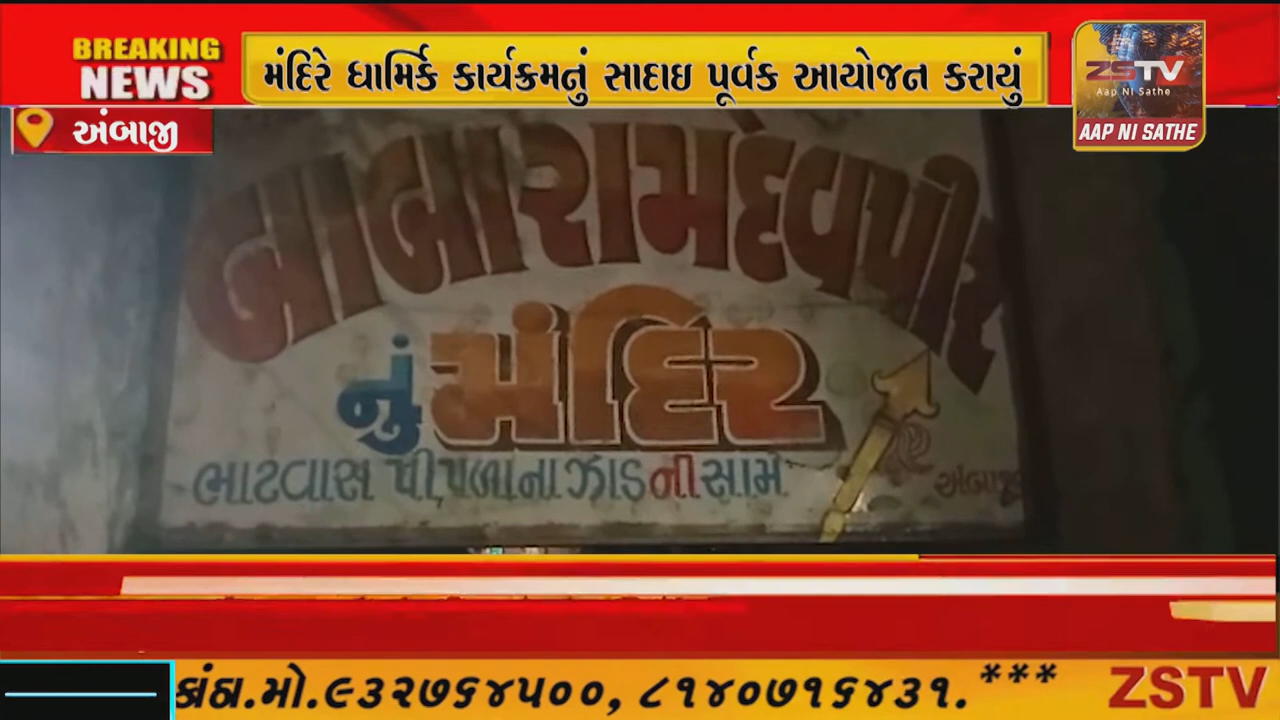 BREAKING
NEWS
મંદિરે ધાર્મિક કાર્યક્રમનું સાદાઇ પૂર્વક આયોજન કરાયું
ZSTV
Aap Ni Sathe
AAP NI SATHE
અંબાજી
બાબારામદેવપીર
નું મંદિર
ભાટવાસ પીપળાના ઝાડની સામે
અંબાજી
કાંઠા.મો.૯૩૨૭૬૪૫૦૦, ૮૧૪૦૭૧૬૪૩૧.***
ZSTV